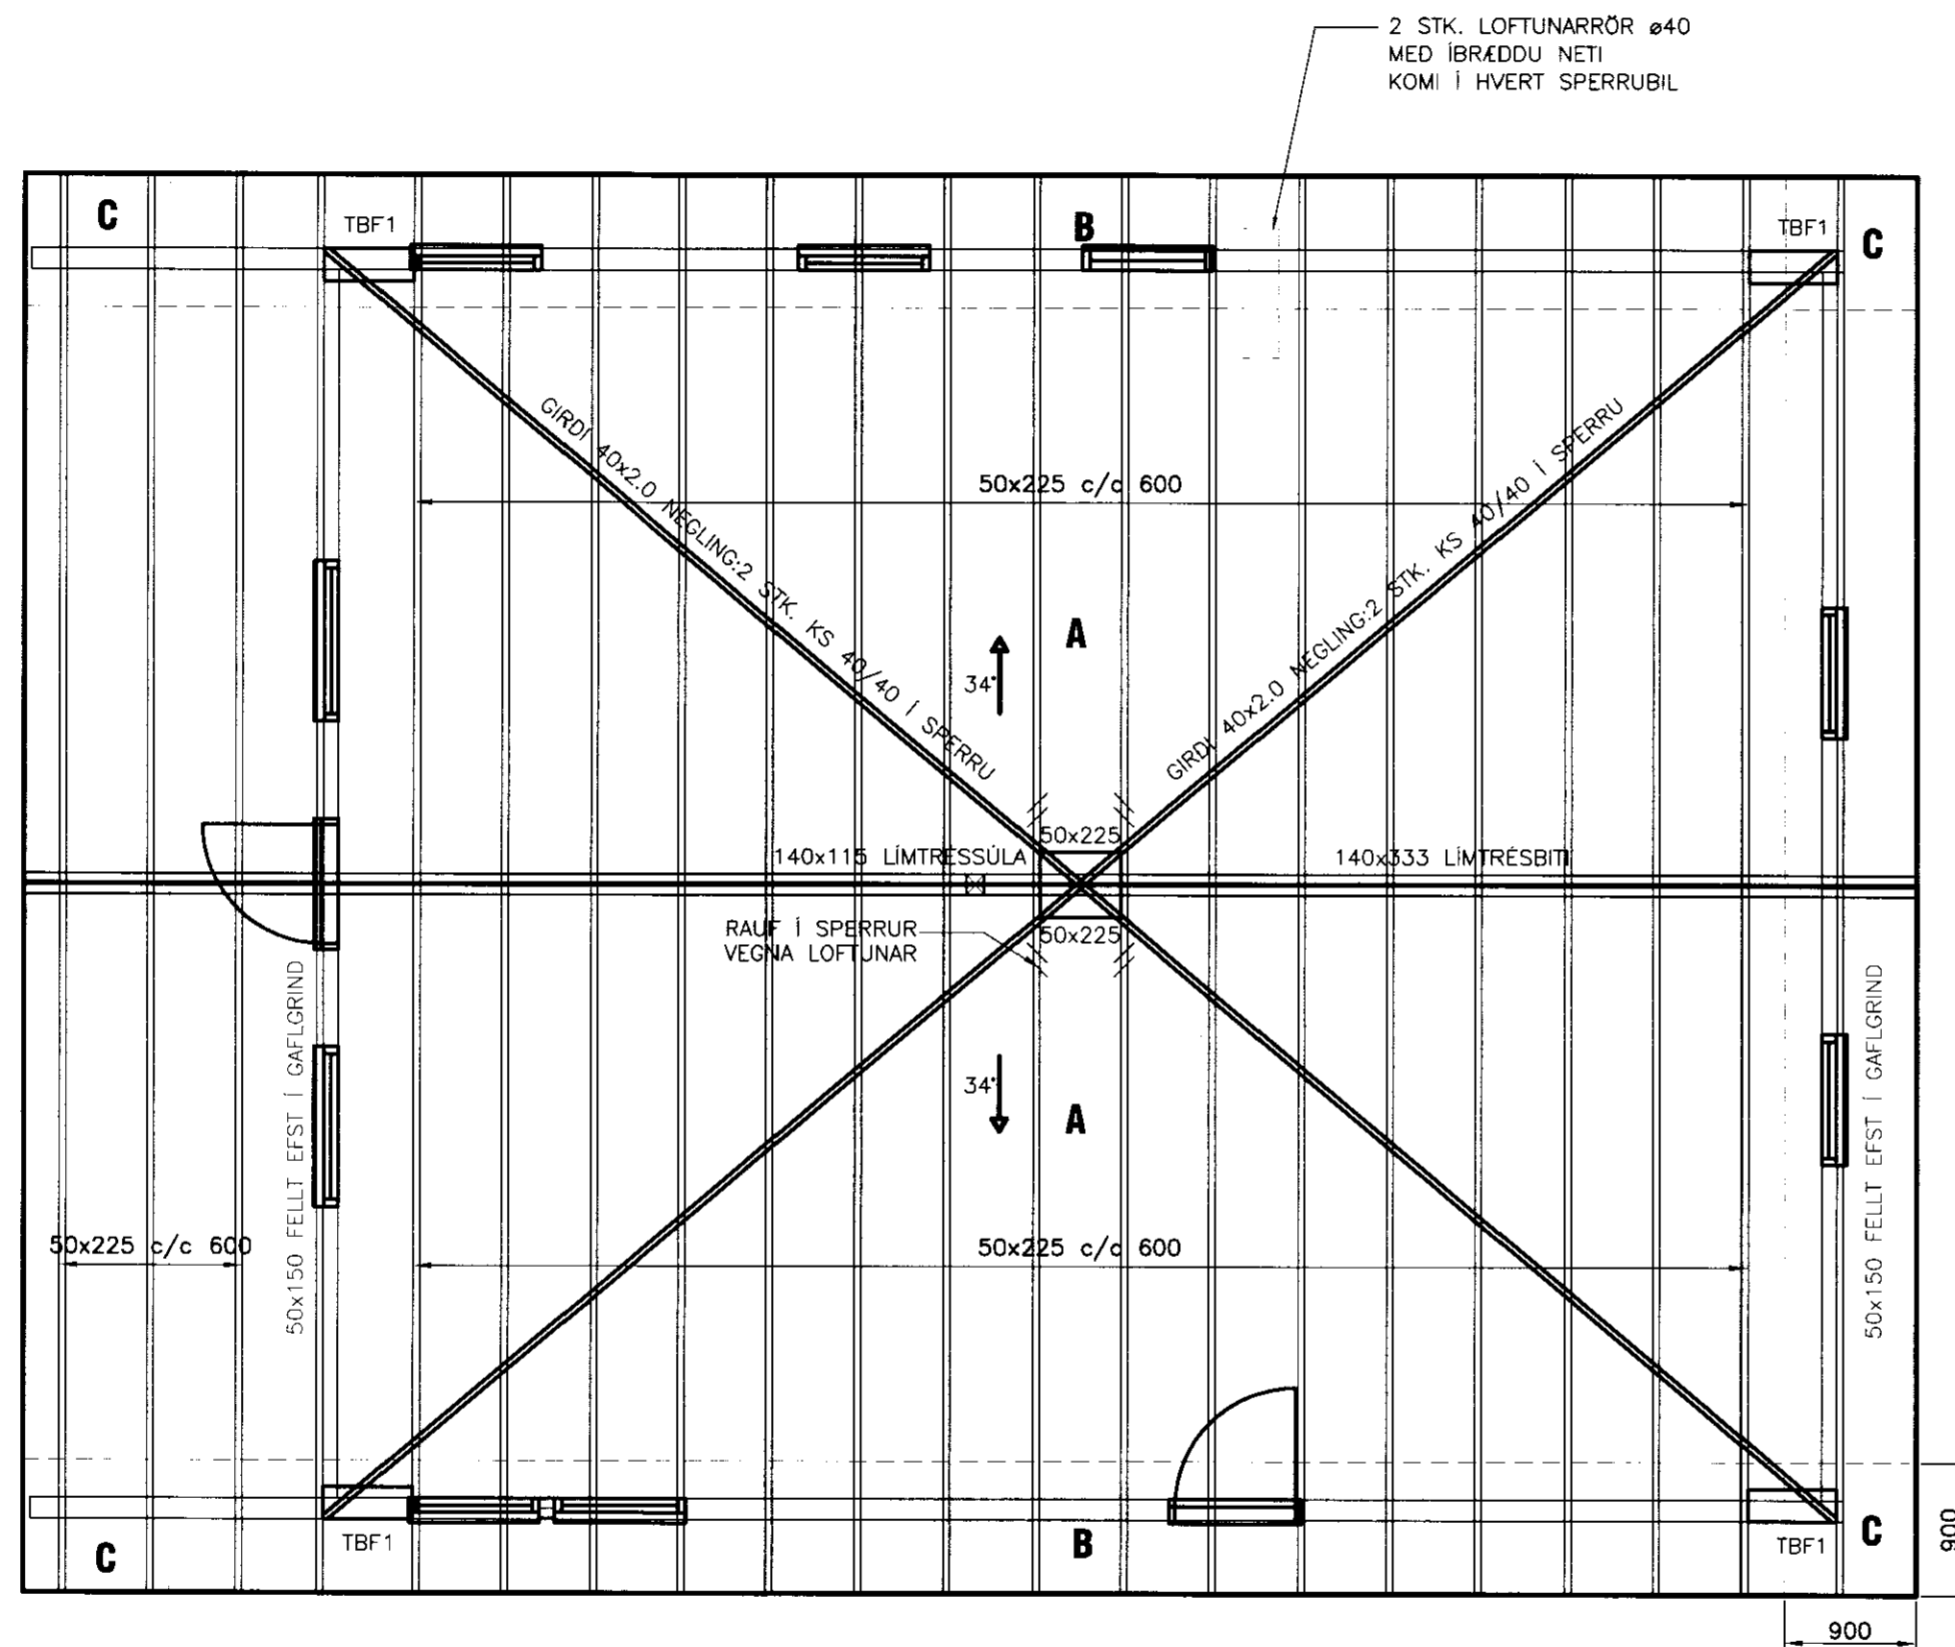 2 STK. LOFTUNARRÖR ø40
MEÐ ÍBRÆDDU NETI
KOMI Í HVERT SPERRUBIL
C
TBF1
B
TBF1
C
GIRDÍ 40x2.0 NEGLING:2 STK. KS 40/40 Í SPERRU
50x225 c/c 600
GIRDÍ 40x2.0 NEGLING:2 STK. KS 40/40 Í SPERRU
A
34°
50x225
140x115 LÍMTRÉSSÚLA
140x333 LÍMTRÉSBITI
RAUF Í SPERRUR
VEGNA LOFTUNAR
50x225
50x150 FELLT EFST Í GAFLGRIND
50x150 FELLT EFST Í GAFLGRIND
34°
A
50x225 c/c 600
50x225 c/c 600
C
TBF1
B
TBF1
C
900
900